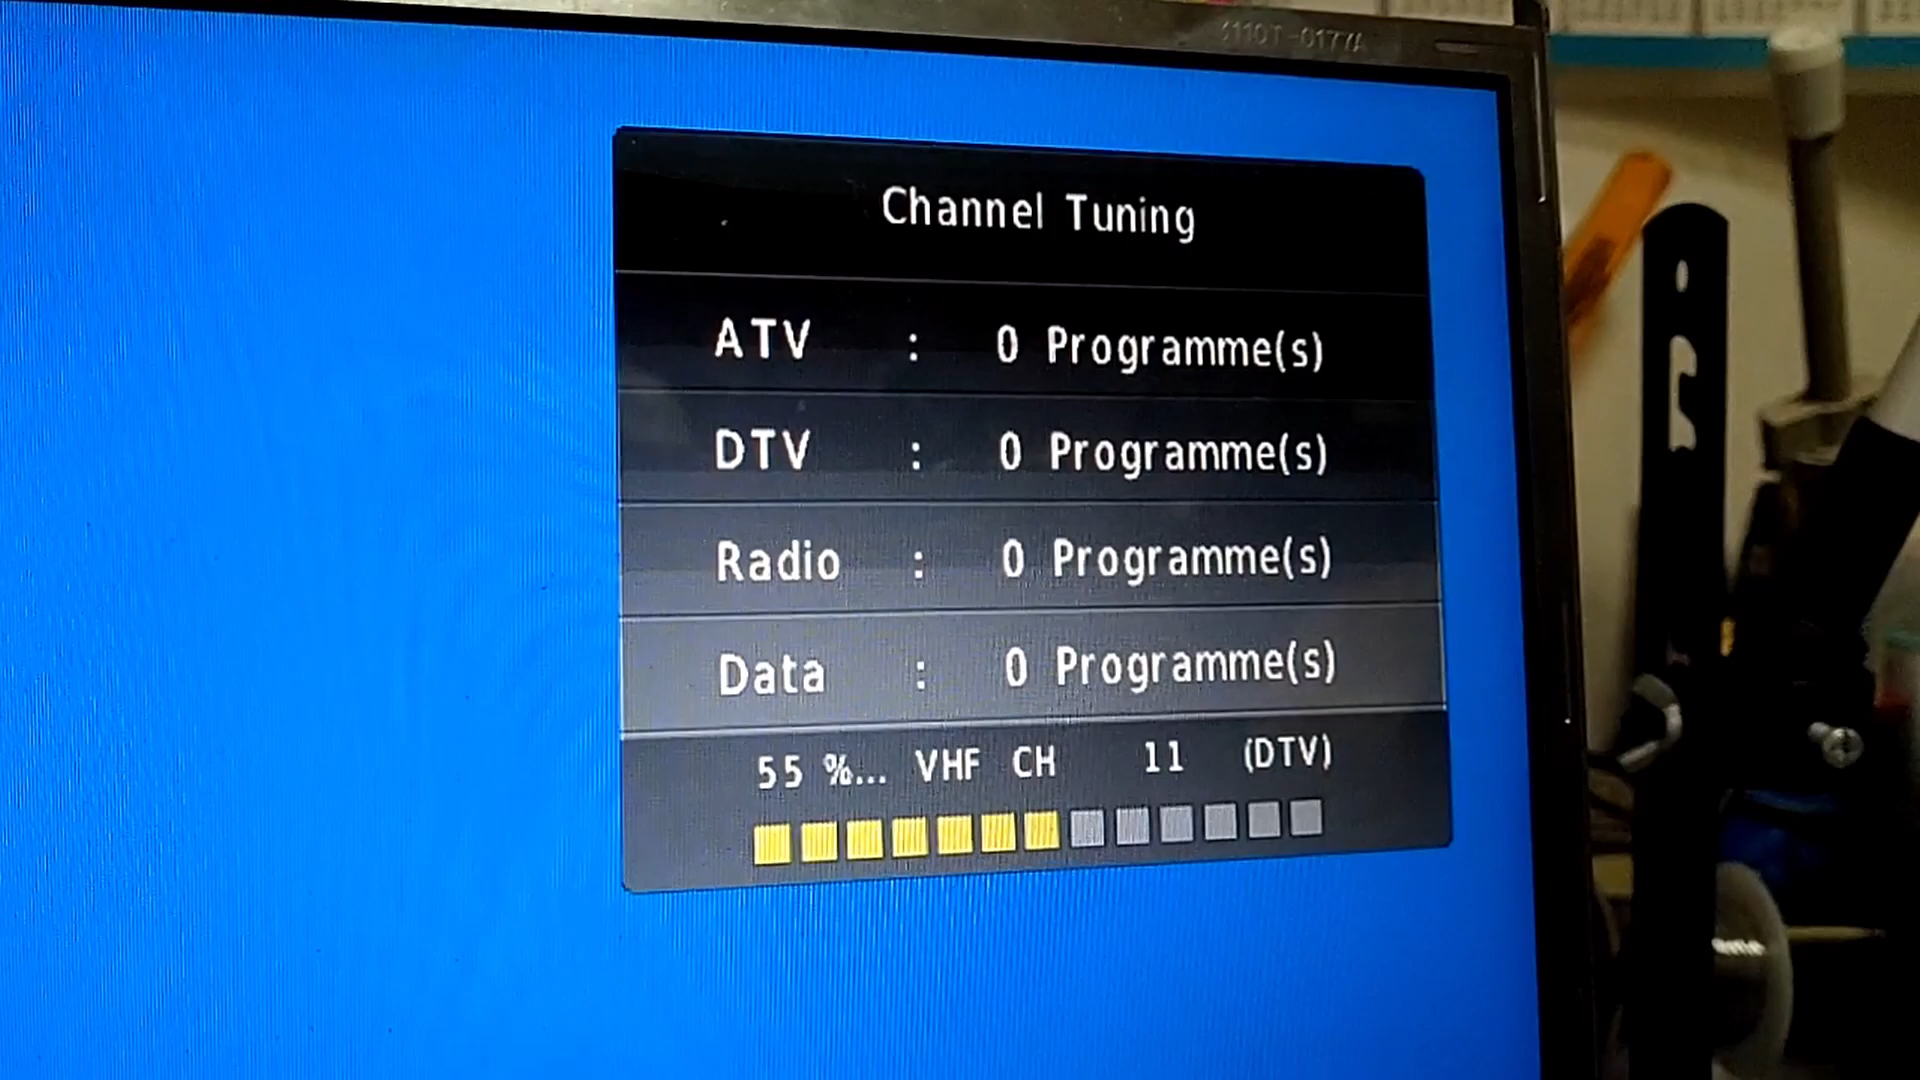 Channel Tuning
ATV : 0 Programme(s)
DTV : 0 Programme(s)
Radio : 0 Programme(s)
Data : 0 Programme(s)
55 %... VHF CH 11 (DTV)